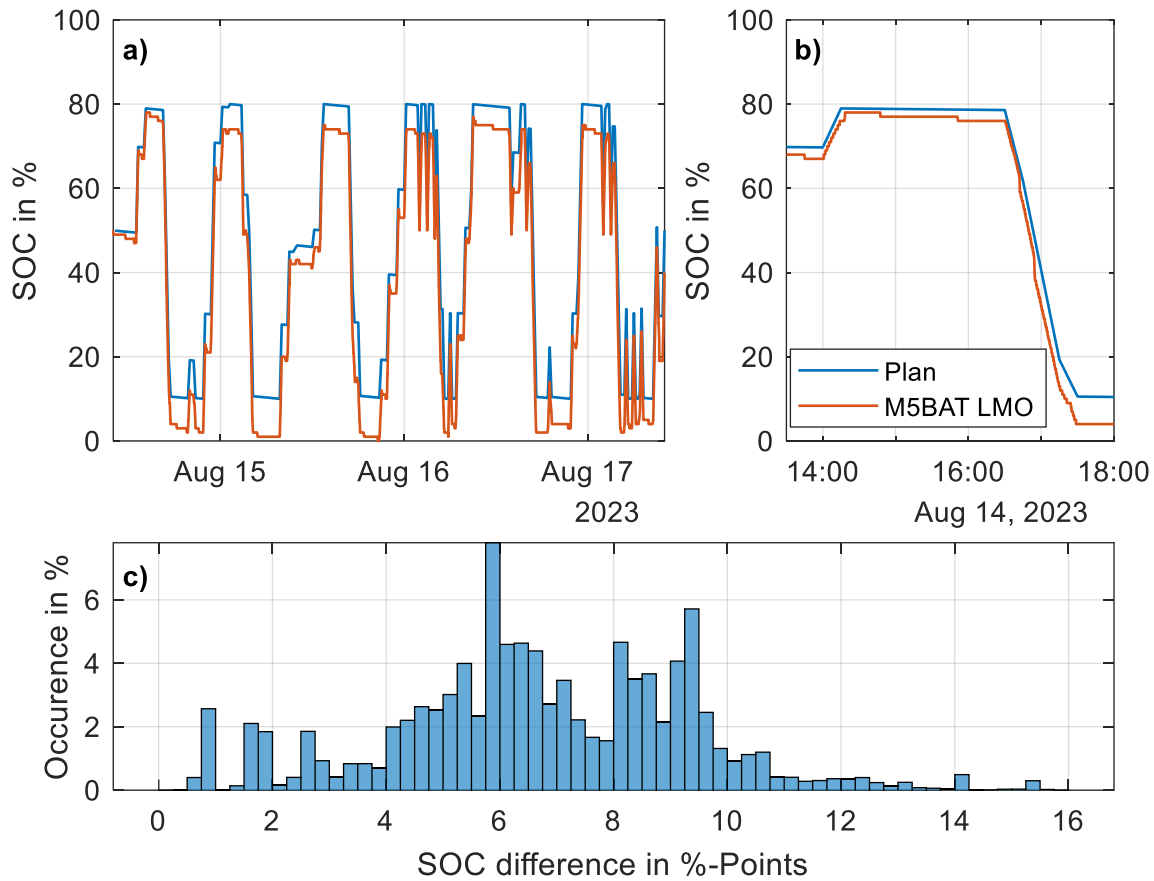 a)
SOC in %
100
80
60
40
20
0
Aug 15
Aug 16
Aug 17
2023
b)
SOC in %
100
80
60
40
20
0
Plan
M5BAT LMO
14:00
16:00
18:00
Aug 14, 2023
c)
Occurence in %
6
4
2
0
0
2
4
6
8
10
12
14
16
SOC difference in %-Points